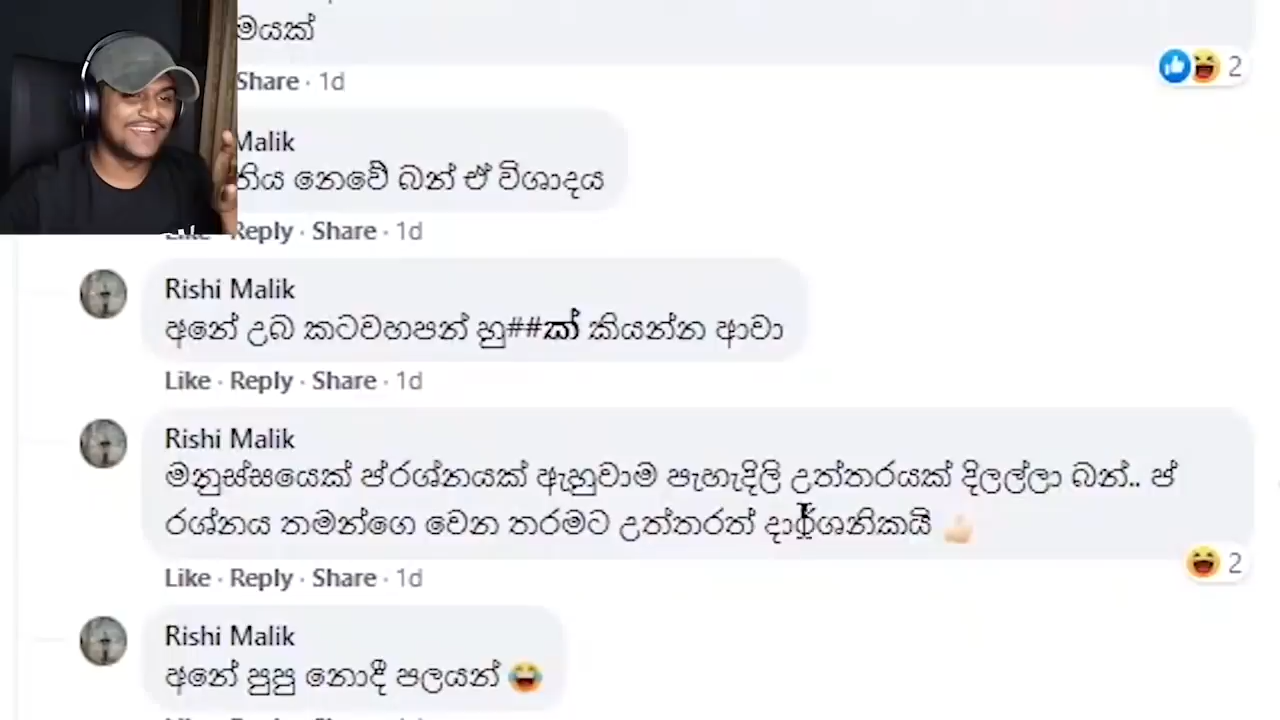 මයක්
Share · 1d
2
Malik
නෙවේ බන් ඒ විශාදය
Like · Reply · Share · 1d
Rishi Malik
අනේ උබ කටවහපන් හු##ක් කියන්න ආවා
Like · Reply · Share · 1d
Rishi Malik
මනුස්සයෙක් ප්රශ්නයක් ඇහුවාම පැහැදිලි උත්තරයක් දිලල්ලා බන්.. ප්
රශ්නය තමන්ගෙ වෙන තරමට උත්තරත් දාර්ශනිකයි 👍🏻
2
Like · Reply · Share · 1d
Rishi Malik
අනේ පුපු නොදී පලයන් 😂